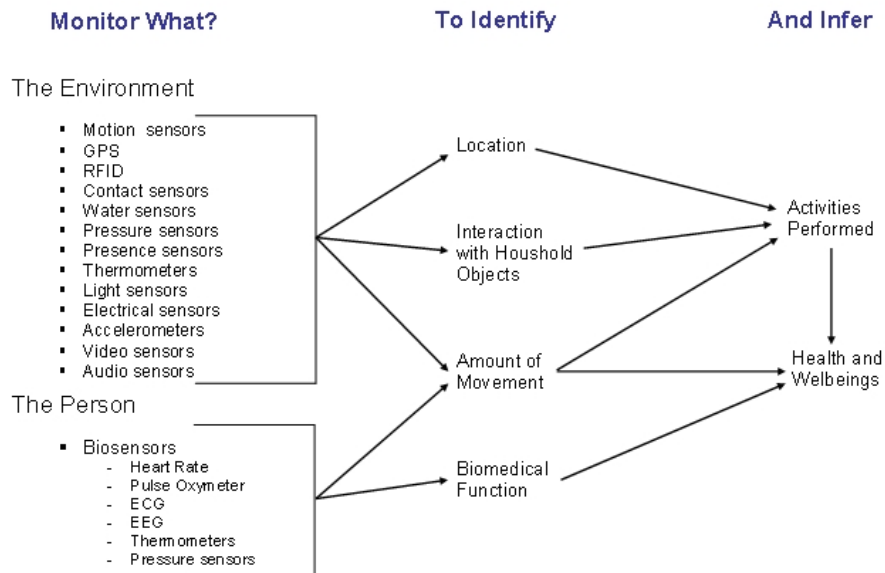 Monitor What?
To Identify
And Infer
The Environment
▪ Motion sensors
▪ GPS
▪ RFID
▪ Contact sensors
▪ Water sensors
▪ Pressure sensors
▪ Presence sensors
▪ Thermometers
▪ Light sensors
▪ Electrical sensors
▪ Accelerometers
▪ Video sensors
▪ Audio sensors
The Person
▪ Biosensors
- Heart Rate
- Pulse Oxymeter
- ECG
- EEG
- Thermometers
- Pressure sensors
Location
Interaction
with Houshold
Objects
Amount of
Movement
Biomedical
Function
Activities
Performed
Health and
Welbeings